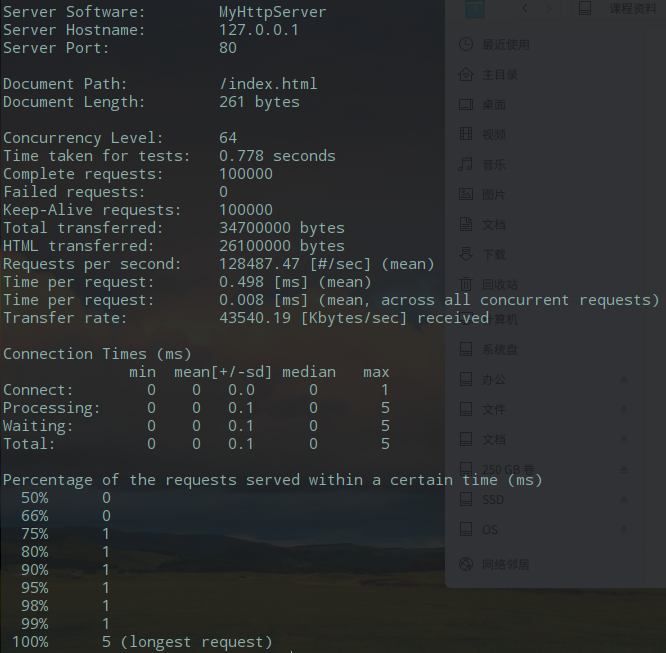 Server Software:        MyHttpServer
Server Hostname:        127.0.0.1
Server Port:            80

Document Path:          /index.html
Document Length:        261 bytes

Concurrency Level:      64
Time taken for tests:   0.778 seconds
Complete requests:      100000
Failed requests:        0
Keep-Alive requests:    100000
Total transferred:      34700000 bytes
HTML transferred:       26100000 bytes
Requests per second:    128487.47 [#/sec] (mean)
Time per request:       0.498 [ms] (mean)
Time per request:       0.008 [ms] (mean, across all concurrent requests)
Transfer rate:          43540.19 [Kbytes/sec] received

Connection Times (ms)
              min  mean[+/-sd] median   max
Connect:        0    0   0.0      0       1
Processing:     0    0   0.1      0       5
Waiting:        0    0   0.1      0       5
Total:          0    0   0.1      0       5

Percentage of the requests served within a certain time (ms)
  50%      0
  66%      0
  75%      1
  80%      1
  90%      1
  95%      1
  98%      1
  99%      1
 100%      5 (longest request)
课程资料
最近使用
主目录
桌面
视频
音乐
图片
文档
下载
回收站
计算机
系统盘
办公
文件
文档
250 GB 卷
SSD
OS
网络邻居